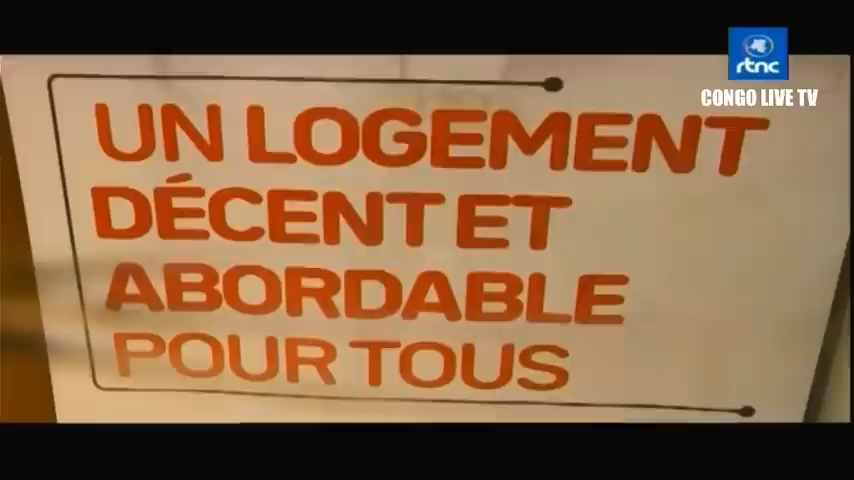 rtnc
CONGO LIVE TV
UN LOGEMENT
DÉCENT ET
ABORDABLE
POUR TOUS